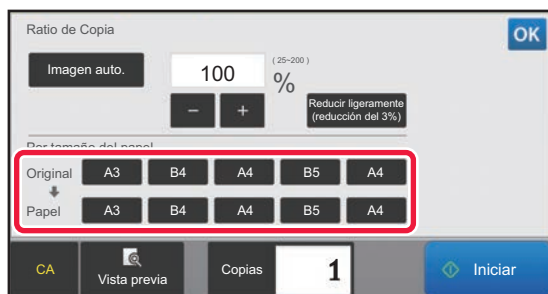 Ratio de Copia
OK
Imagen auto.
100
(25~200)
%
−
+
Reducir ligeramente
(reducción del 3%)
Por tamaño del papel
Original A3 B4 A4 B5 A4
Papel A3 B4 A4 B5 A4
CA
Vista previa
Copias
1
Iniciar